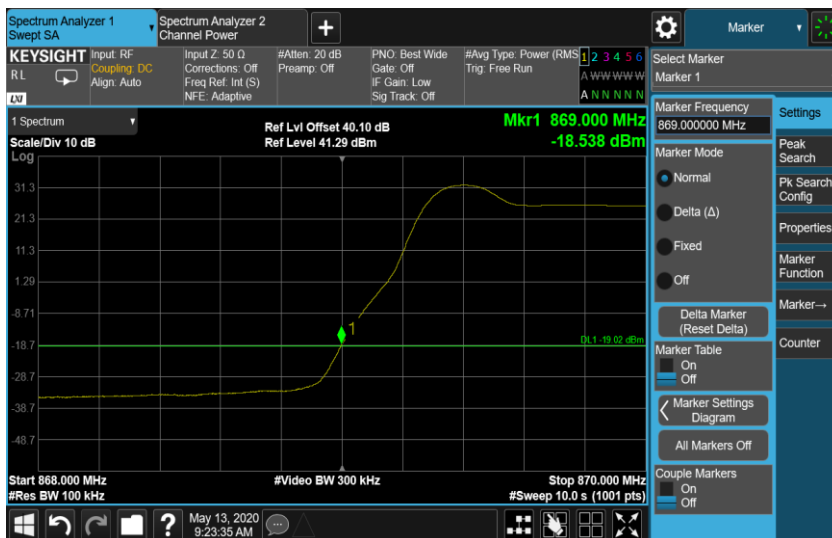 Spectrum Analyzer 1
Swept SA
Spectrum Analyzer 2
Channel Power
Marker
KEYSIGHT
RL
LXI
Input: RF
Coupling: DC
Align: Auto
Input Z: 50 Ω
Corrections: Off
Freq Ref: Int (S)
NFE: Adaptive
#Atten: 20 dB
Preamp: Off
PNO: Best Wide
Gate: Off
IF Gain: Low
Sig Track: Off
#Avg Type: Power (RMS
Trig: Free Run
1 2 3 4 5 6
A W W W W W
A N N N N N
Select Marker
Marker 1
1 Spectrum
Scale/Div 10 dB
Log
Ref Lvl Offset 40.10 dB
Ref Level 41.29 dBm
Mkr1 869.000 MHz
-18.538 dBm
31.3
21.3
11.3
1.29
-8.71
-18.7
-28.7
-38.7
-48.7
1
DL1 -19.02 dBm
Start 868.000 MHz
#Res BW 100 kHz
#Video BW 300 kHz
Stop 870.000 MHz
#Sweep 10.0 s (1001 pts)
Marker Frequency
869.000000 MHz
Marker Mode
Normal
Delta (Δ)
Fixed
Off
Delta Marker
(Reset Delta)
Marker Table
On
Off
Marker Settings
Diagram
All Markers Off
Couple Markers
On
Off
Settings
Peak
Search
Pk Search
Config
Properties
Marker
Function
Marker→
Counter
?
May 13, 2020
9:23:35 AM